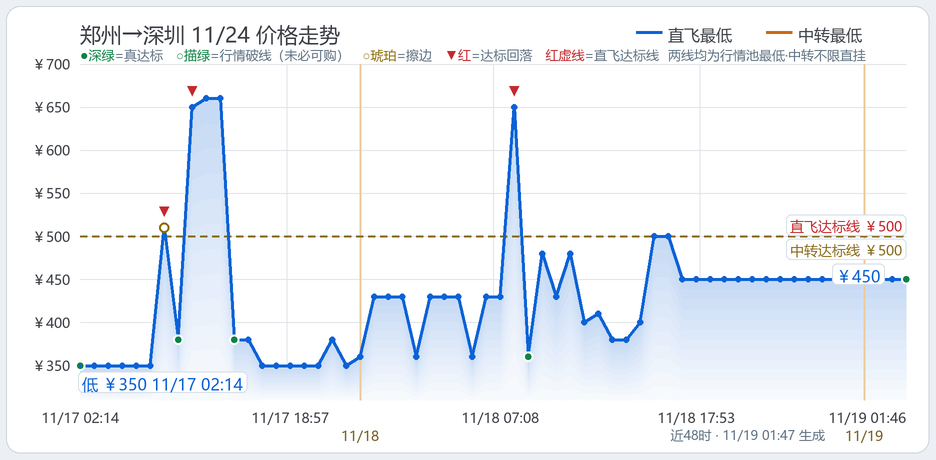 郑州→深圳 11/24 价格走势
直飞最低 中转最低
●深绿=真达标 ○描绿=行情破线（未必可购） ○琥珀=擦边 ▼红=达标回落 红虚线=直飞达标线 两线均为行情池最低·中转不限直挂
￥700
￥650
￥600
￥550
￥500
￥450
￥400
￥350
直飞达标线 ￥500
中转达标线 ￥500
￥450
低 ￥350 11/17 02:14
11/17 02:14 11/17 18:57 11/18 07:08 11/18 17:53 11/19 01:46
11/18 近48时 · 11/19 01:47 生成 11/19